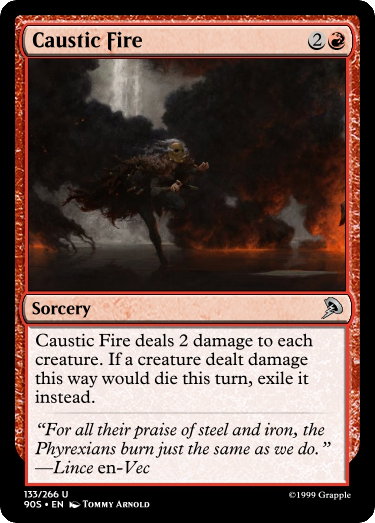 Caustic Fire 2
Sorcery
Caustic Fire deals 2 damage to each
creature. If a creature dealt damage
this way would die this turn, exile it
instead.
“For all their praise of steel and iron, the
Phyrexians burn just the same as we do.”
—Lince en-Vec
133/266 U
90S • EN Tommy Arnold
©1999 Grapple